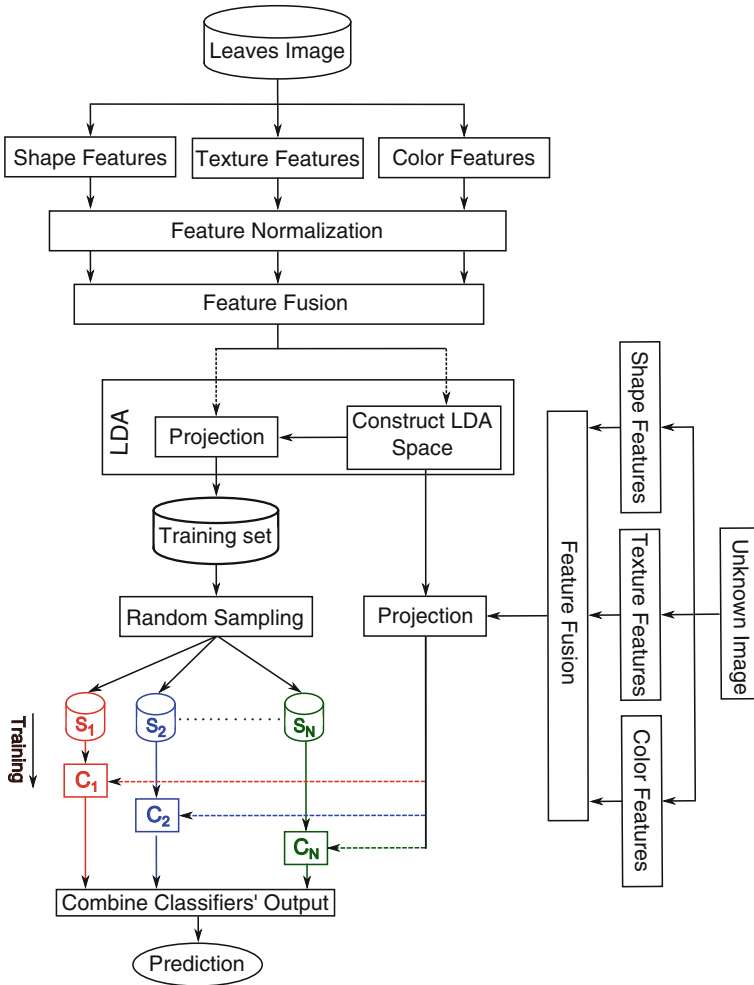 Leaves Image
Shape Features
Texture Features
Color Features
Feature Normalization
Feature Fusion
LDA
Projection
Construct LDA
Space
Training set
Random Sampling
Projection
Feature Fusion
Shape Features
Texture Features
Color Features
Unknown Image
Training
S₁
S₂
S_N
C₁
C₂
C_N
Combine Classifiers' Output
Prediction